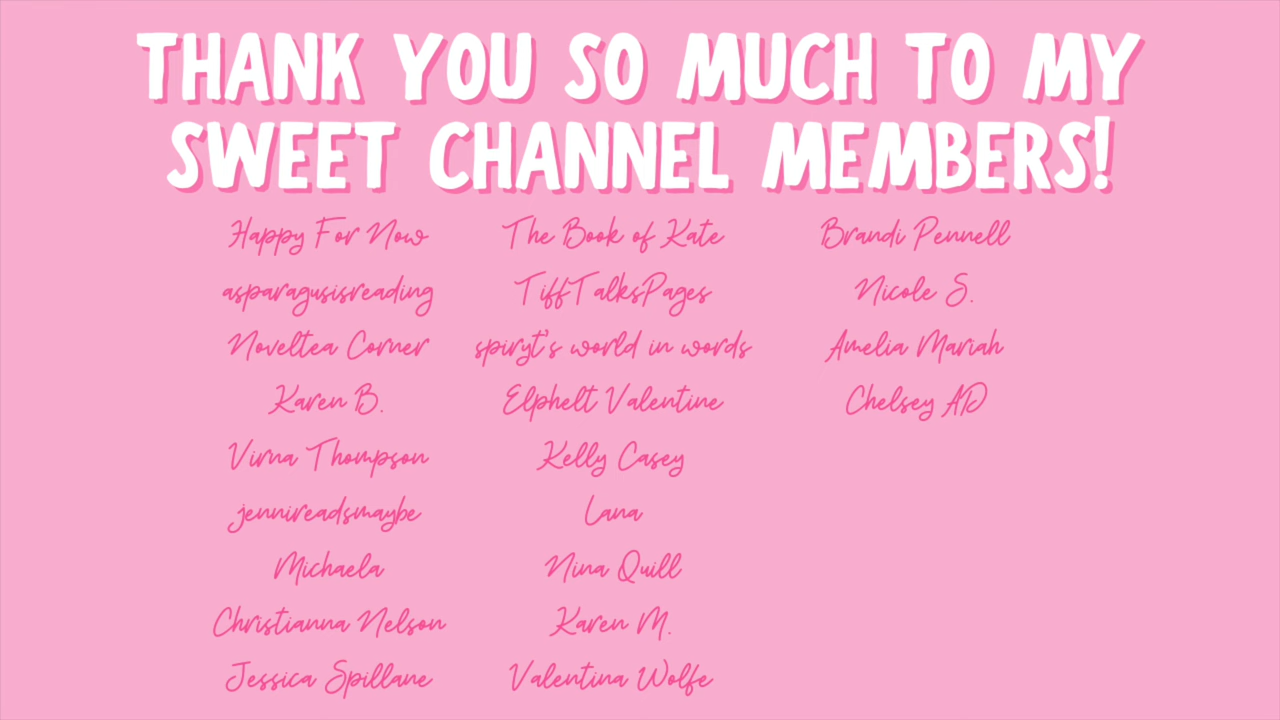 THANK YOU SO MUCH TO MY
SWEET CHANNEL MEMBERS!
Happy For Now
asparagusisreading
Noveltea Corner
Karen B.
Virna Thompson
jennireadsmaybe
Michaela
Christianna Nelson
Jessica Spillane
The Book of Kate
TiffTalksPages
spiryt's world in words
Elphelt Valentine
Kelly Casey
Lana
Nina Quill
Karen M.
Valentina Wolfe
Brandi Pennell
Nicole S.
Amelia Mariah
Chelsey AD